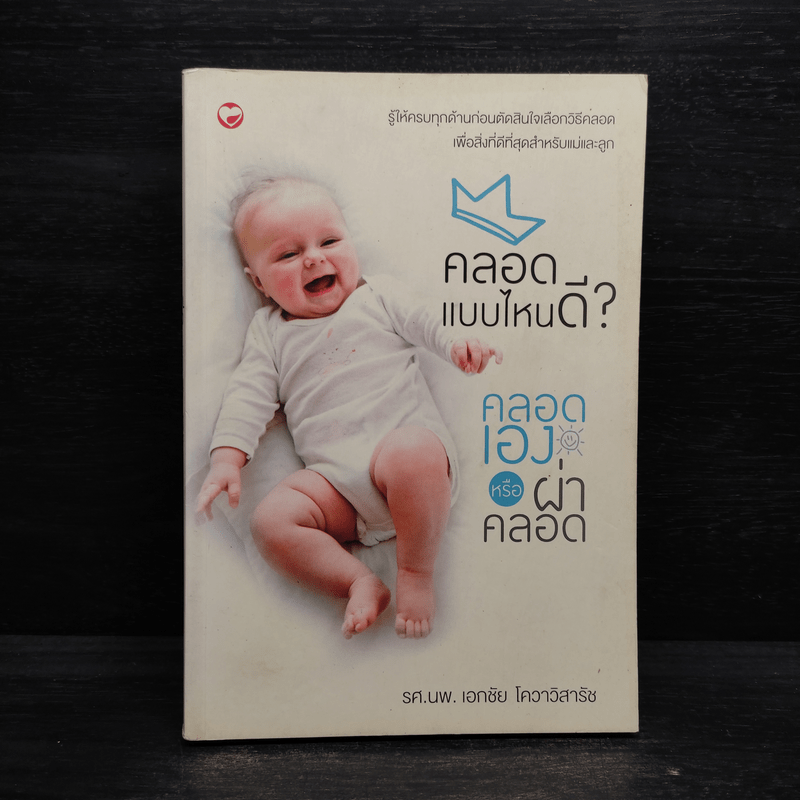 รู้ให้ครบทุกด้านก่อนตัดสินใจเลือกวิธีคลอด
เพื่อสิ่งที่ดีที่สุดสำหรับแม่และลูก
คลอด
แบบไหนดี?
คลอด
เอง
หรือ ผ่า
คลอด
รศ.นพ. เอกชัย โควาวิสารัช